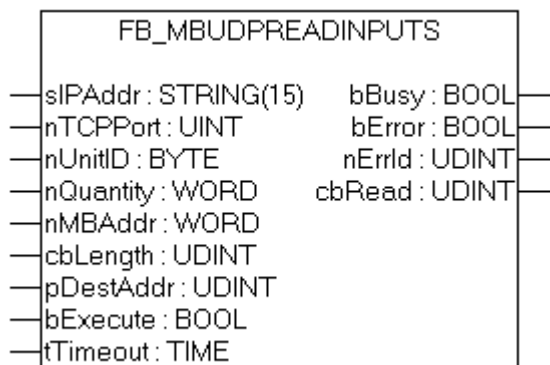 FB_MBUDPREADINPUTS
sIPAddr : STRING(15) bBusy : BOOL
nTCPPort : UINT bError : BOOL
nUnitID : BYTE nErrId : UDINT
nQuantity : WORD cbRead : UDINT
nMBAddr : WORD
cbLength : UDINT
pDestAddr : UDINT
bExecute : BOOL
tTimeout : TIME